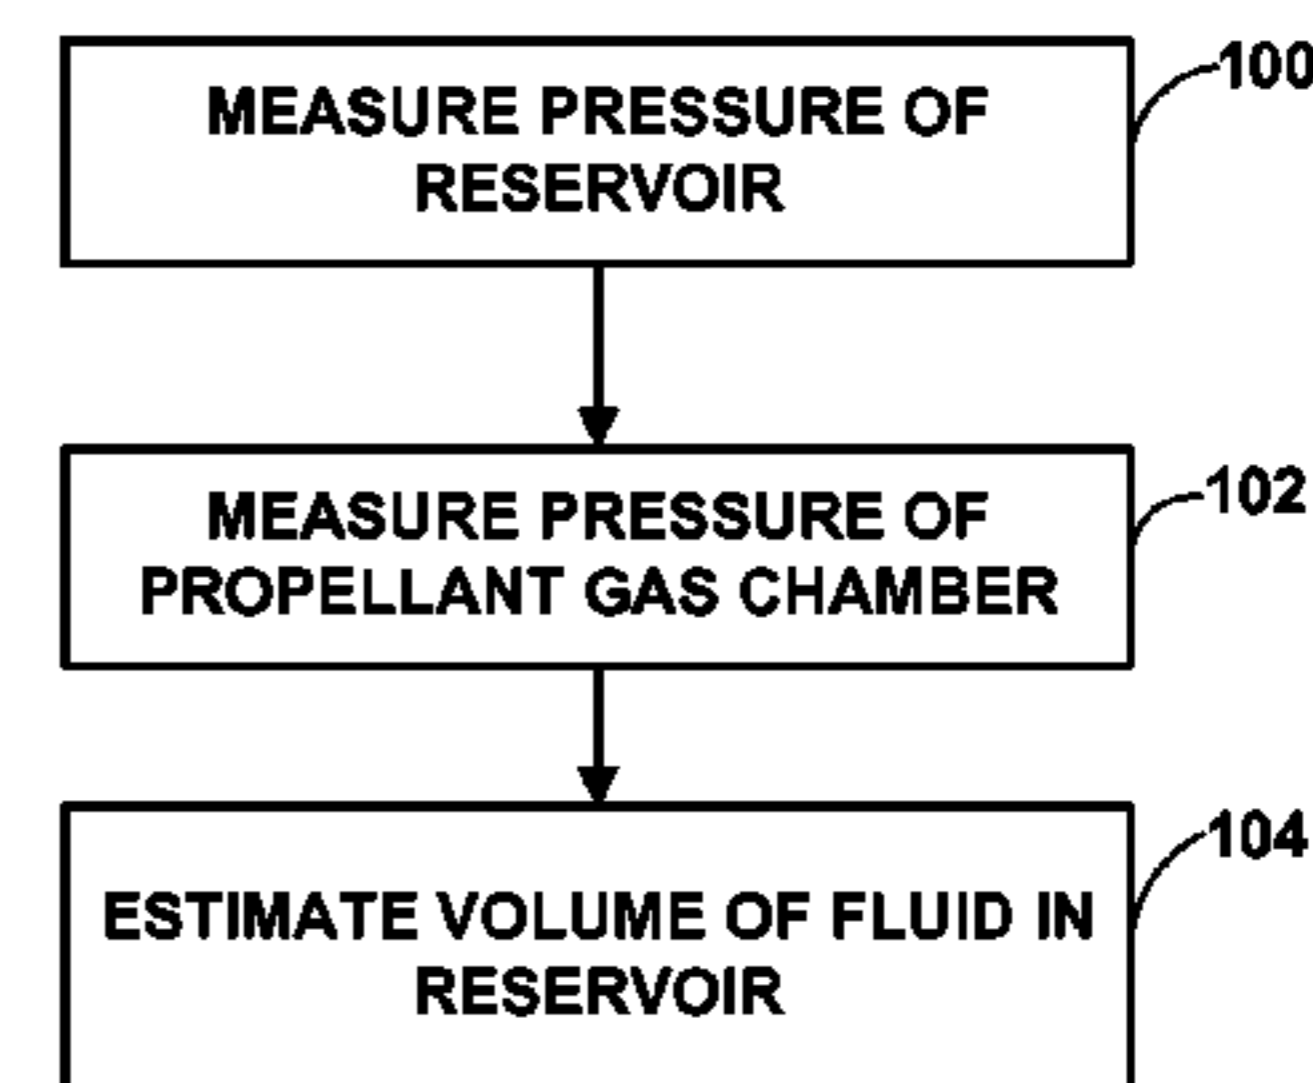 100
MEASURE PRESSURE OF
RESERVOIR
102
MEASURE PRESSURE OF
PROPELLANT GAS CHAMBER
104
ESTIMATE VOLUME OF FLUID IN
RESERVOIR